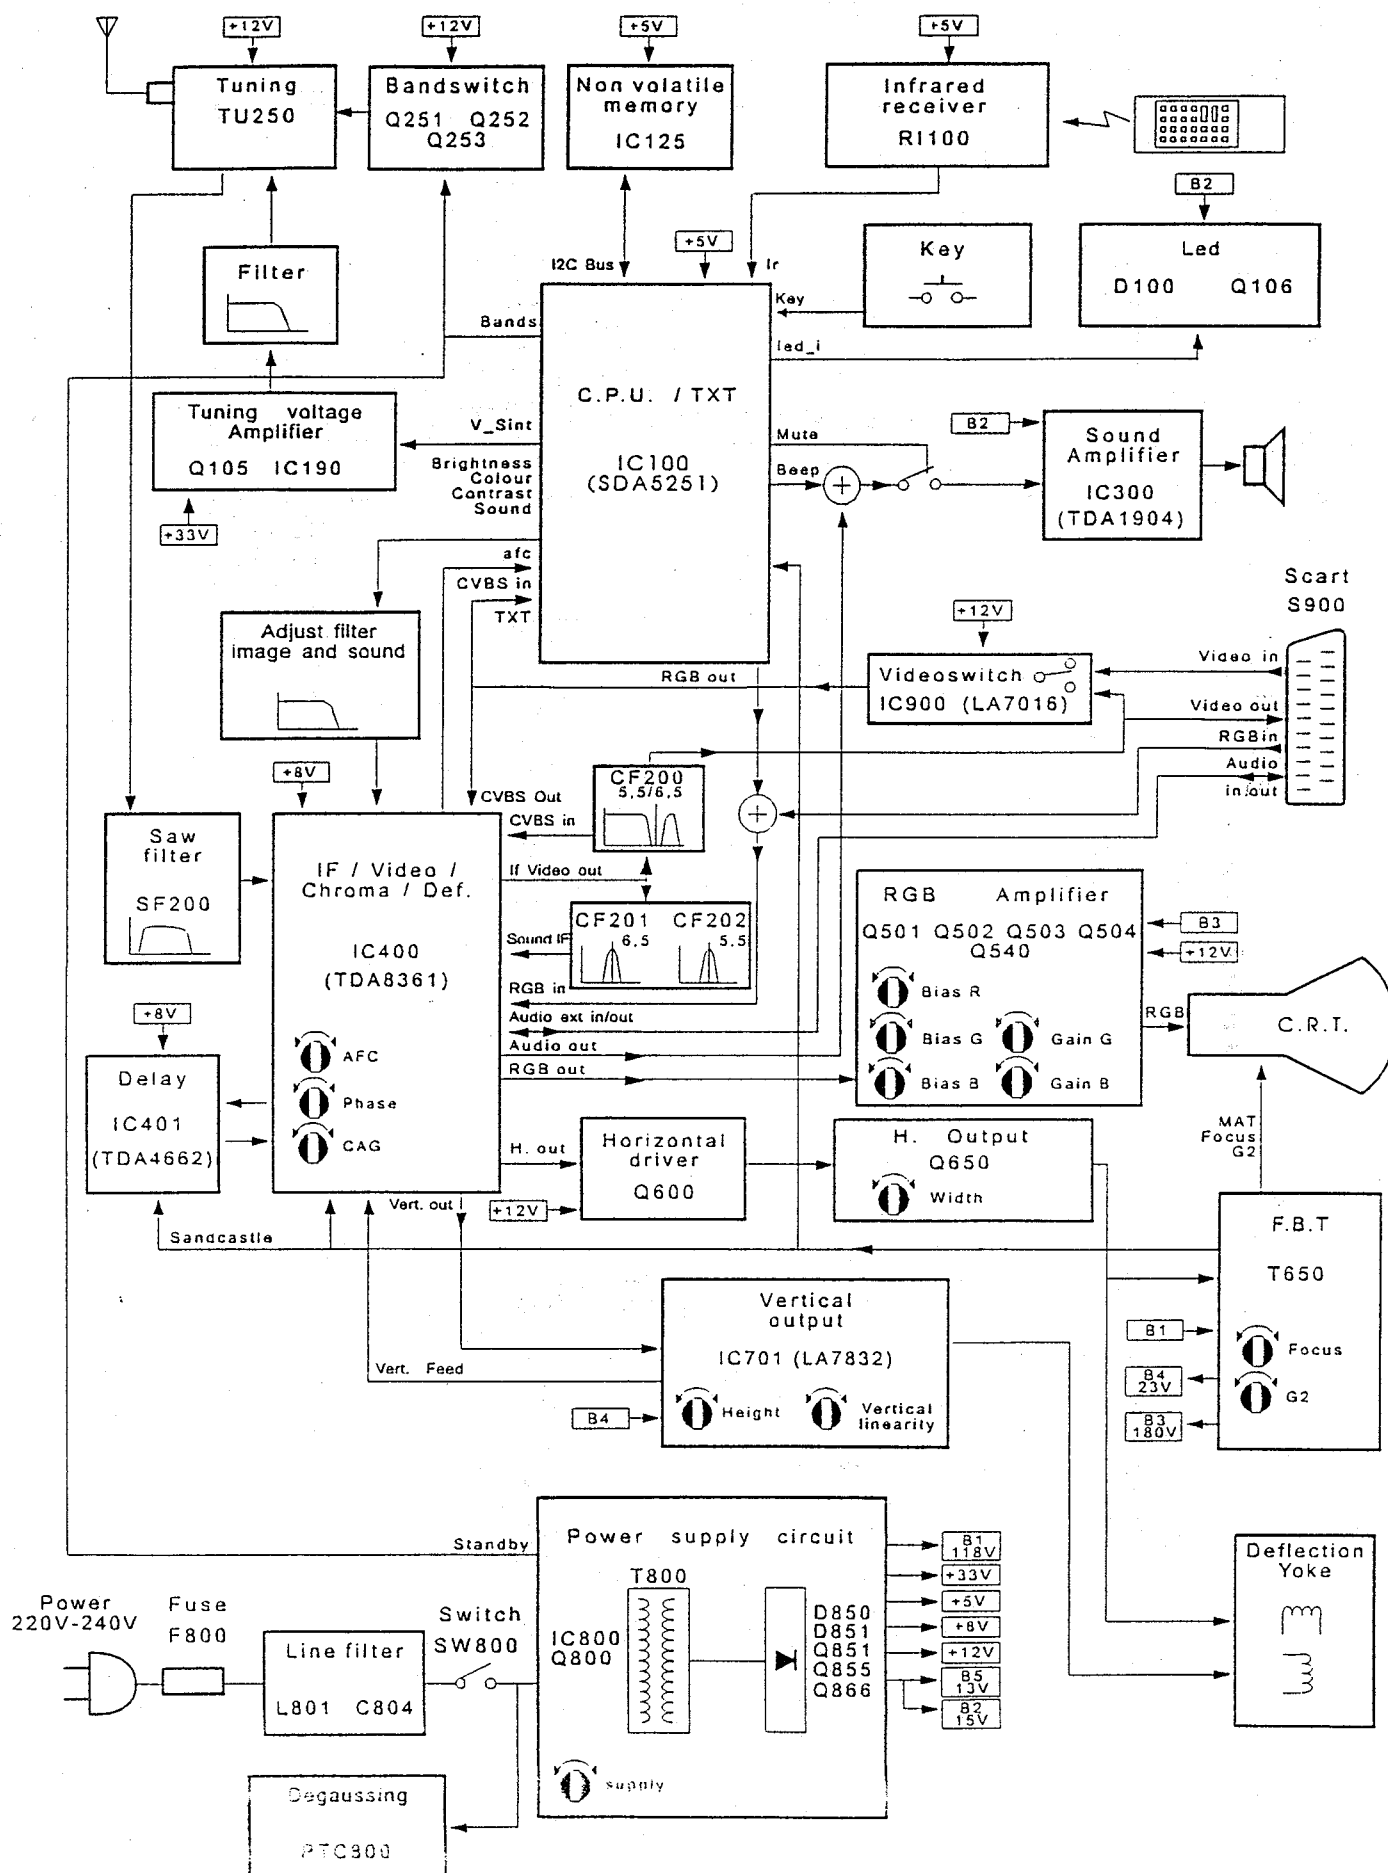 +12V
+12V
+5V
+5V
Tuning
TU250
Bandswitch
Q251 Q252
Q253
Non volatile
memory
IC125
Infrared
receiver
RI100
B2
+5V
Filter
I2C Bus
Ir
Key
Led
D100 Q106
Key
led_i
Bands
C.P.U. / TXT
IC100
(SDA5251)
Tuning voltage
Amplifier
Q105 IC190
+33V
V_Sint
Brightness
Colour
Contrast
Sound
Mute
Beep
B2
Sound
Amplifier
IC300
(TDA1904)
afc
CVBS in
TXT
Scart
S900
+12V
Adjust filter
image and sound
RGB out
Videoswitch
IC900 (LA7016)
Video in
Video out
RGB in
Audio
in/out
+8V
CF200
5,5/6,5
CVBS Out
CVBS in
Saw
filter
SF200
IF / Video /
Chroma / Def.
IC400
(TDA8361)
If Video out
CF201 CF202
6,5 5.5
Sound IF
RGB in
Audio ext in/out
Audio out
RGB out
RGB Amplifier
Q501 Q502 Q503 Q504
Q540
Bias R
Bias G Gain G
Bias B Gain B
B3
+12V
RGB
C.R.T.
+8V
Delay
IC401
(TDA4662)
AFC
Phase
CAG
H. out
Horizontal
driver
Q600
+12V
H. Output
Q650
Width
MAT
Focus
G2
Vert. out
Sandcastle
F.B.T
T650
Focus
G2
B1
B4
23V
B3
180V
Vertical
output
IC701 (LA7832)
Height
Vertical
linearity
Vert. Feed
B4
Standby
Power supply circuit
T800
IC800
Q800
D850
D851
Q851
Q855
Q866
supply
B1
118V
+33V
+5V
+8V
+12V
B5
13V
B2
15V
Deflection
Yoke
Power
220V-240V
Fuse
F800
Line filter
L801 C804
Switch
SW800
Degaussing
PTC800